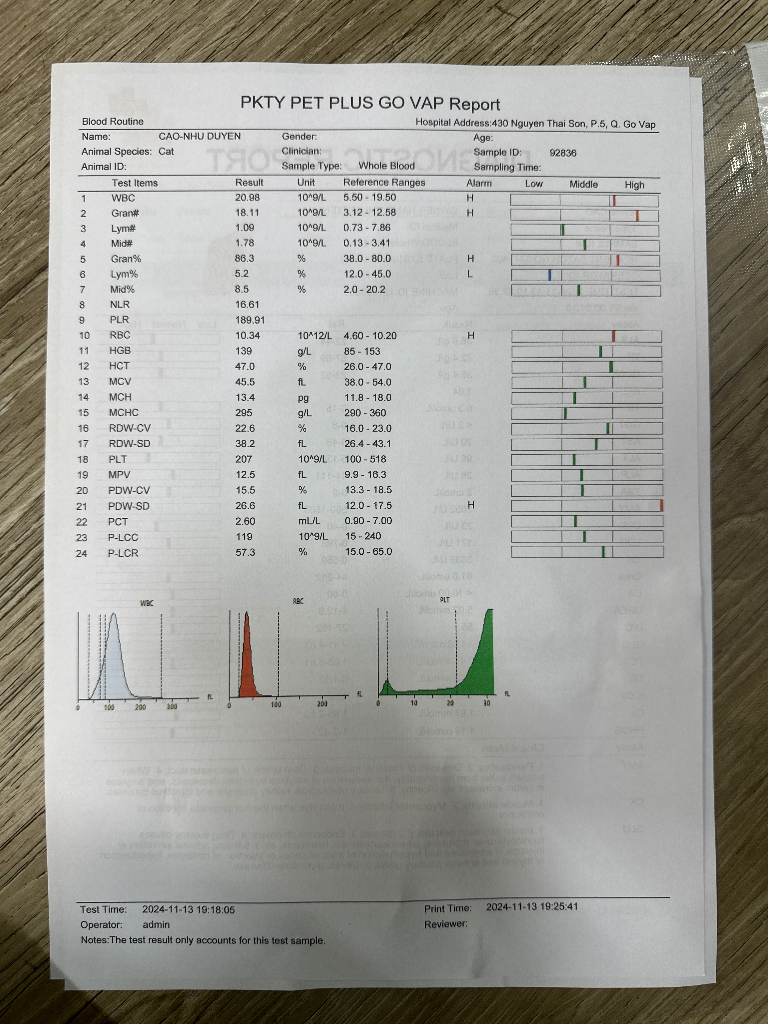 PKTY PET PLUS GO VAP Report
Blood Routine Hospital Address:430 Nguyen Thai Son, P.5, Q. Go Vap
Name: CAO-NHU DUYEN Gender: Age:
Animal Species: Cat Clinician: Sample ID: 92836
Animal ID: Sample Type: Whole Blood Sampling Time:
Test Items Result Unit Reference Ranges Alarm Low Middle High
1 WBC 20.98 10^9/L 5.50 - 19.50 H
2 Gran# 18.11 10^9/L 3.12 - 12.58 H
3 Lym# 1.09 10^9/L 0.73 - 7.86
4 Mid# 1.78 10^9/L 0.13 - 3.41
5 Gran% 86.3 % 38.0 - 80.0 H
6 Lym% 5.2 % 12.0 - 45.0 L
7 Mid% 8.5 % 2.0 - 20.2
8 NLR 16.61
9 PLR 189.91
10 RBC 10.34 10^12/L 4.60 - 10.20 H
11 HGB 139 g/L 85 - 153
12 HCT 47.0 % 26.0 - 47.0
13 MCV 45.5 fL 38.0 - 54.0
14 MCH 13.4 pg 11.8 - 18.0
15 MCHC 295 g/L 290 - 360
16 RDW-CV 22.6 % 16.0 - 23.0
17 RDW-SD 38.2 fL 26.4 - 43.1
18 PLT 207 10^9/L 100 - 518
19 MPV 12.5 fL 9.9 - 16.3
20 PDW-CV 15.5 % 13.3 - 18.5
21 PDW-SD 26.6 fL 12.0 - 17.5 H
22 PCT 2.60 mL/L 0.90 - 7.00
23 P-LCC 119 10^9/L 15 - 240
24 P-LCR 57.3 % 15.0 - 65.0
WBC RBC PLT
0 100 200 300 fL 0 100 200 fL 0 10 20 30 fL
Test Time: 2024-11-13 19:18:05 Print Time: 2024-11-13 19:25:41
Operator: admin Reviewer:
Notes:The test result only accounts for this test sample.